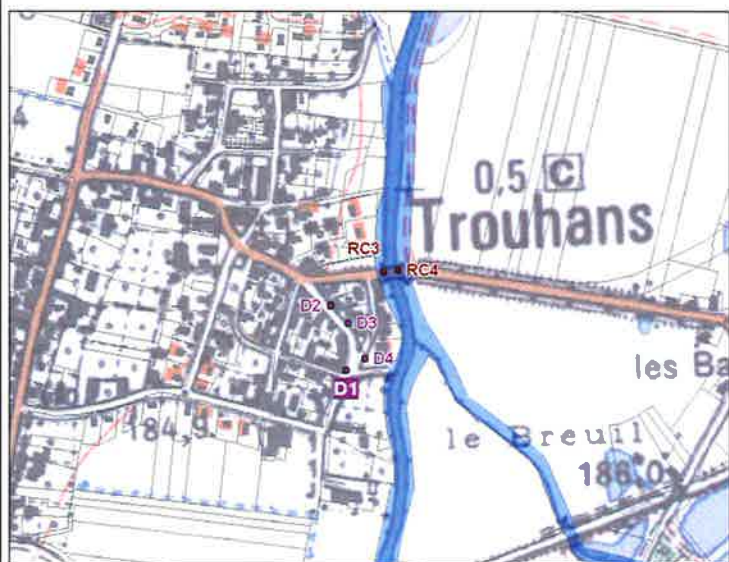 0,5 C
Trouhans
RC3
RC4
D2
D3
D4
D1
les Ba
184,9
le Breuil
186,0